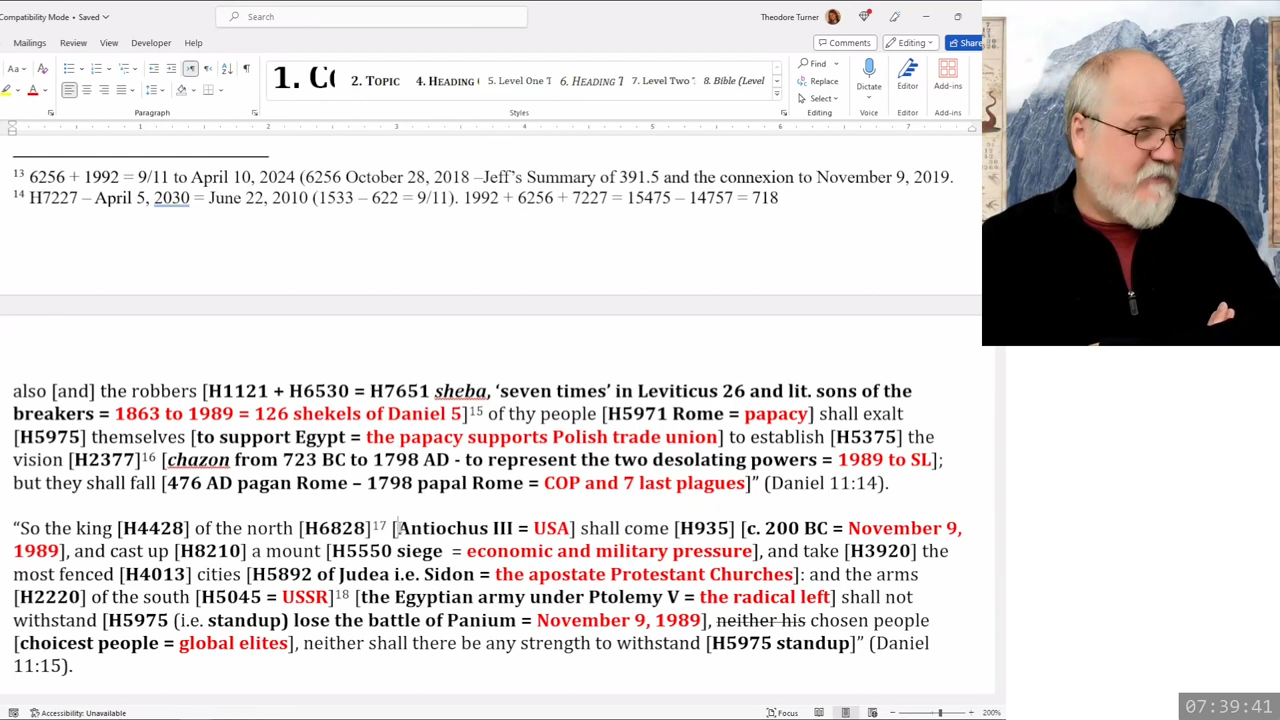 Compatibility Mode • Saved
Search
Theodore Turner
Mailings Review View Developer Help
Comments Editing Share
Aa
1. Co 2. TOPIC 4. HEADING 5. Level One T 6. HEADING T 7. Level Two 8. Bible (Level
Find
Replace
Select
Dictate Editor Add-ins
Paragraph Styles Editing Voice Editor Add-ins
1 2 3 4 5 6 7
13 6256 + 1992 = 9/11 to April 10, 2024. 6256 October 28, 2018 –Jeff's Summary of 391.5 and the connexion to November 9, 2019.
14 H7227 – April 5, 2030 = June 22, 2010 (1533 – 622 = 9/11). 1992 + 6256 + 7227 = 15475 – 14757 = 718
also [and] the robbers [H1121 + H6530 = H7651 sheba, 'seven times' in Leviticus 26 and lit. sons of the
breakers = 1863 to 1989 = 126 shekels of Daniel 5]15 of thy people [H5971 Rome = papacy] shall exalt
[H5975] themselves [to support Egypt = the papacy supports Polish trade union] to establish [H5375] the
vision [H2377]16 [chazon from 723 BC to 1798 AD - to represent the two desolating powers = 1989 to SL];
but they shall fall [476 AD pagan Rome – 1798 papal Rome = COP and 7 last plagues]” (Daniel 11:14).
“So the king [H4428] of the north [H6828]17 [Antiochus III = USA] shall come [H935] [c. 200 BC = November 9,
1989], and cast up [H8210] a mount [H5550 siege = economic and military pressure], and take [H3920] the
most fenced [H4013] cities [H5892 of Judea i.e. Sidon = the apostate Protestant Churches]: and the arms
[H2220] of the south [H5045 = USSR]18 [the Egyptian army under Ptolemy V = the radical left] shall not
withstand [H5975 (i.e. standup) lose the battle of Panium = November 9, 1989], neither his chosen people
[choicest people = global elites], neither shall there be any strength to withstand [H5975 standup]” (Daniel
11:15).
Accessibility: Unavailable
Focus
200%
07:39:41